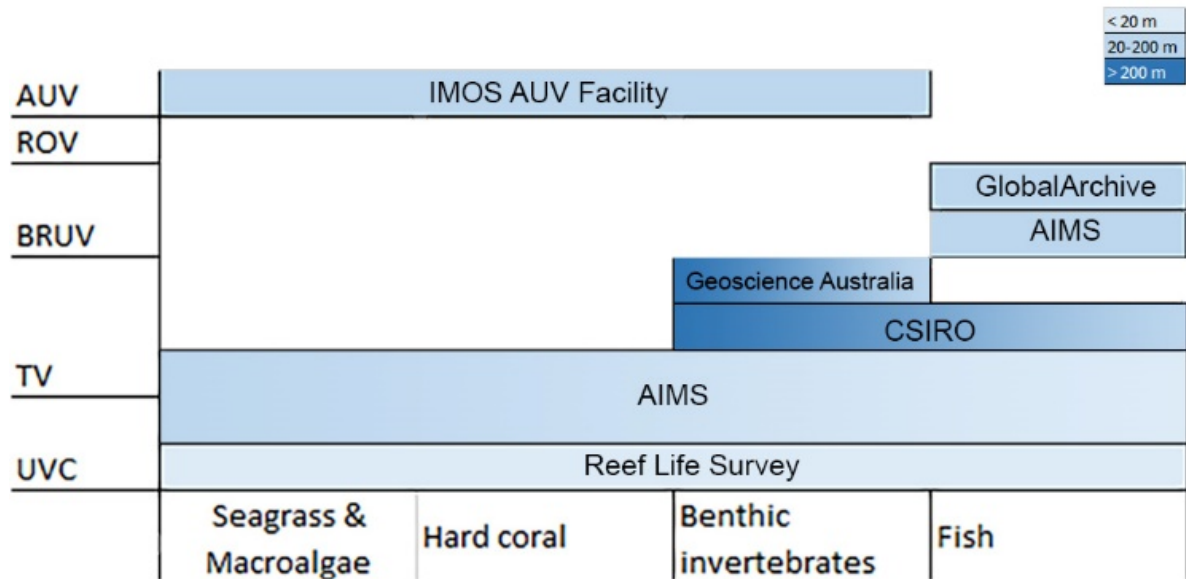 < 20 m
20-200 m
> 200 m
AUV
IMOS AUV Facility
ROV
GlobalArchive
BRUV
AIMS
Geoscience Australia
CSIRO
TV
AIMS
UVC
Reef Life Survey
Seagrass &
Macroalgae
Hard coral
Benthic
invertebrates
Fish